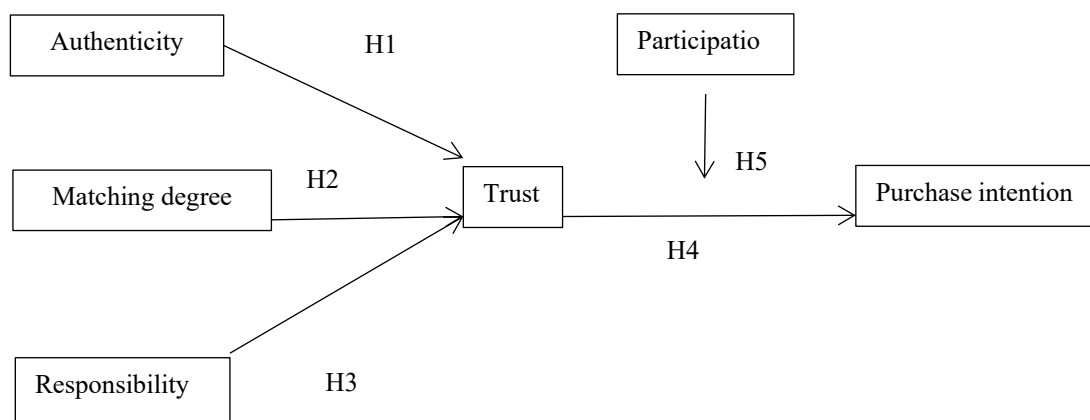 Authenticity
H1
Participatio
Matching degree
H2
Trust
H5
Purchase intention
H4
Responsibility
H3